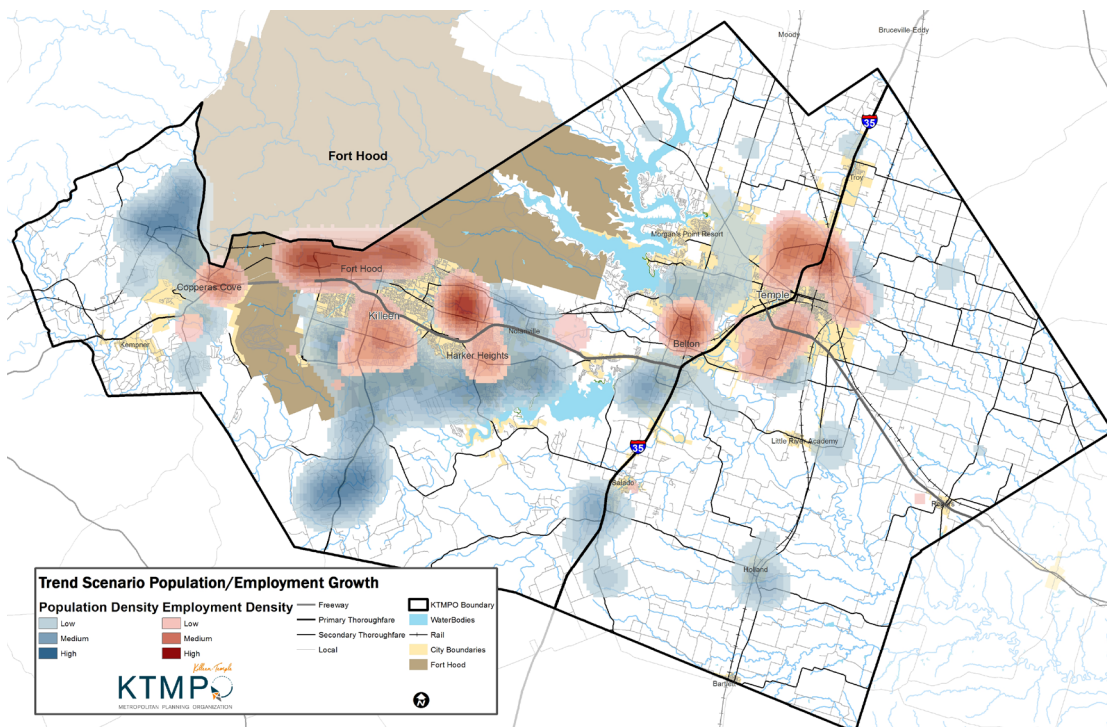 Moody
Bruceville-Eddy
35
Fort Hood
Troy
Morgan's Point Resort
Fort Hood
Copperas Cove
Temple
Killeen
Nolanville
Kempner
Belton
Harker Heights
Little River Academy
35
Salado
Rogers
Holland
Bartlett
Trend Scenario Population/Employment Growth
Population Density Employment Density
Low Low
Medium Medium
High High
Freeway
Primary Thoroughfare
Secondary Thoroughfare
Local
KTMPO Boundary
WaterBodies
Rail
City Boundaries
Fort Hood
Killeen-Temple
KTMPO
METROPOLITAN PLANNING ORGANIZATION
N